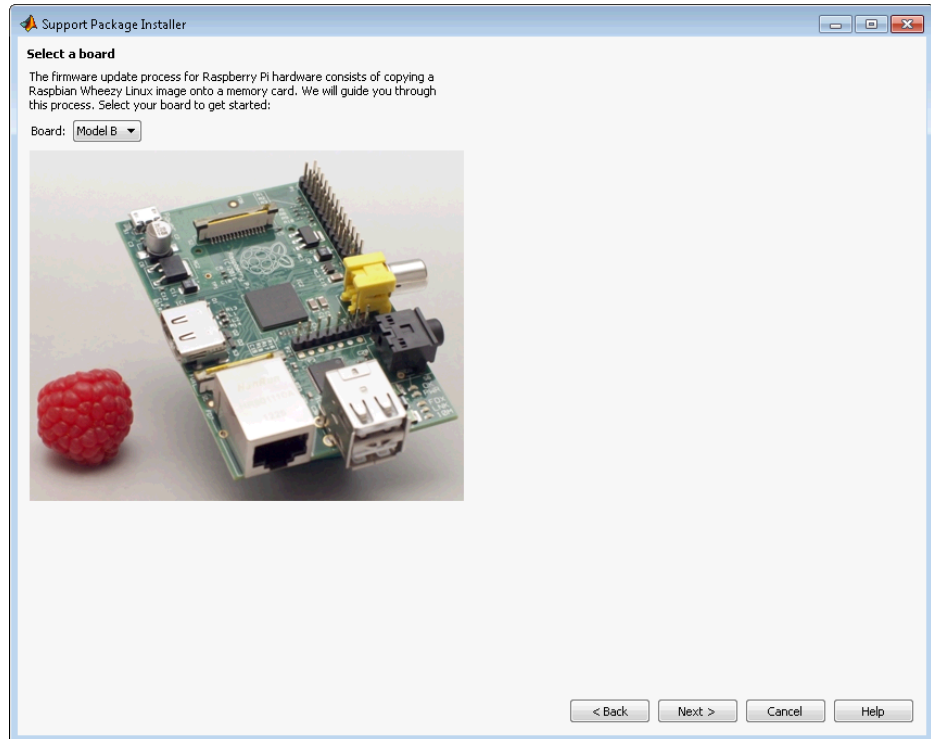 Support Package Installer
Select a board
The firmware update process for Raspberry Pi hardware consists of copying a
Raspbian Wheezy Linux image onto a memory card. We will guide you through
this process. Select your board to get started:
Board: Model B
< Back Next > Cancel Help